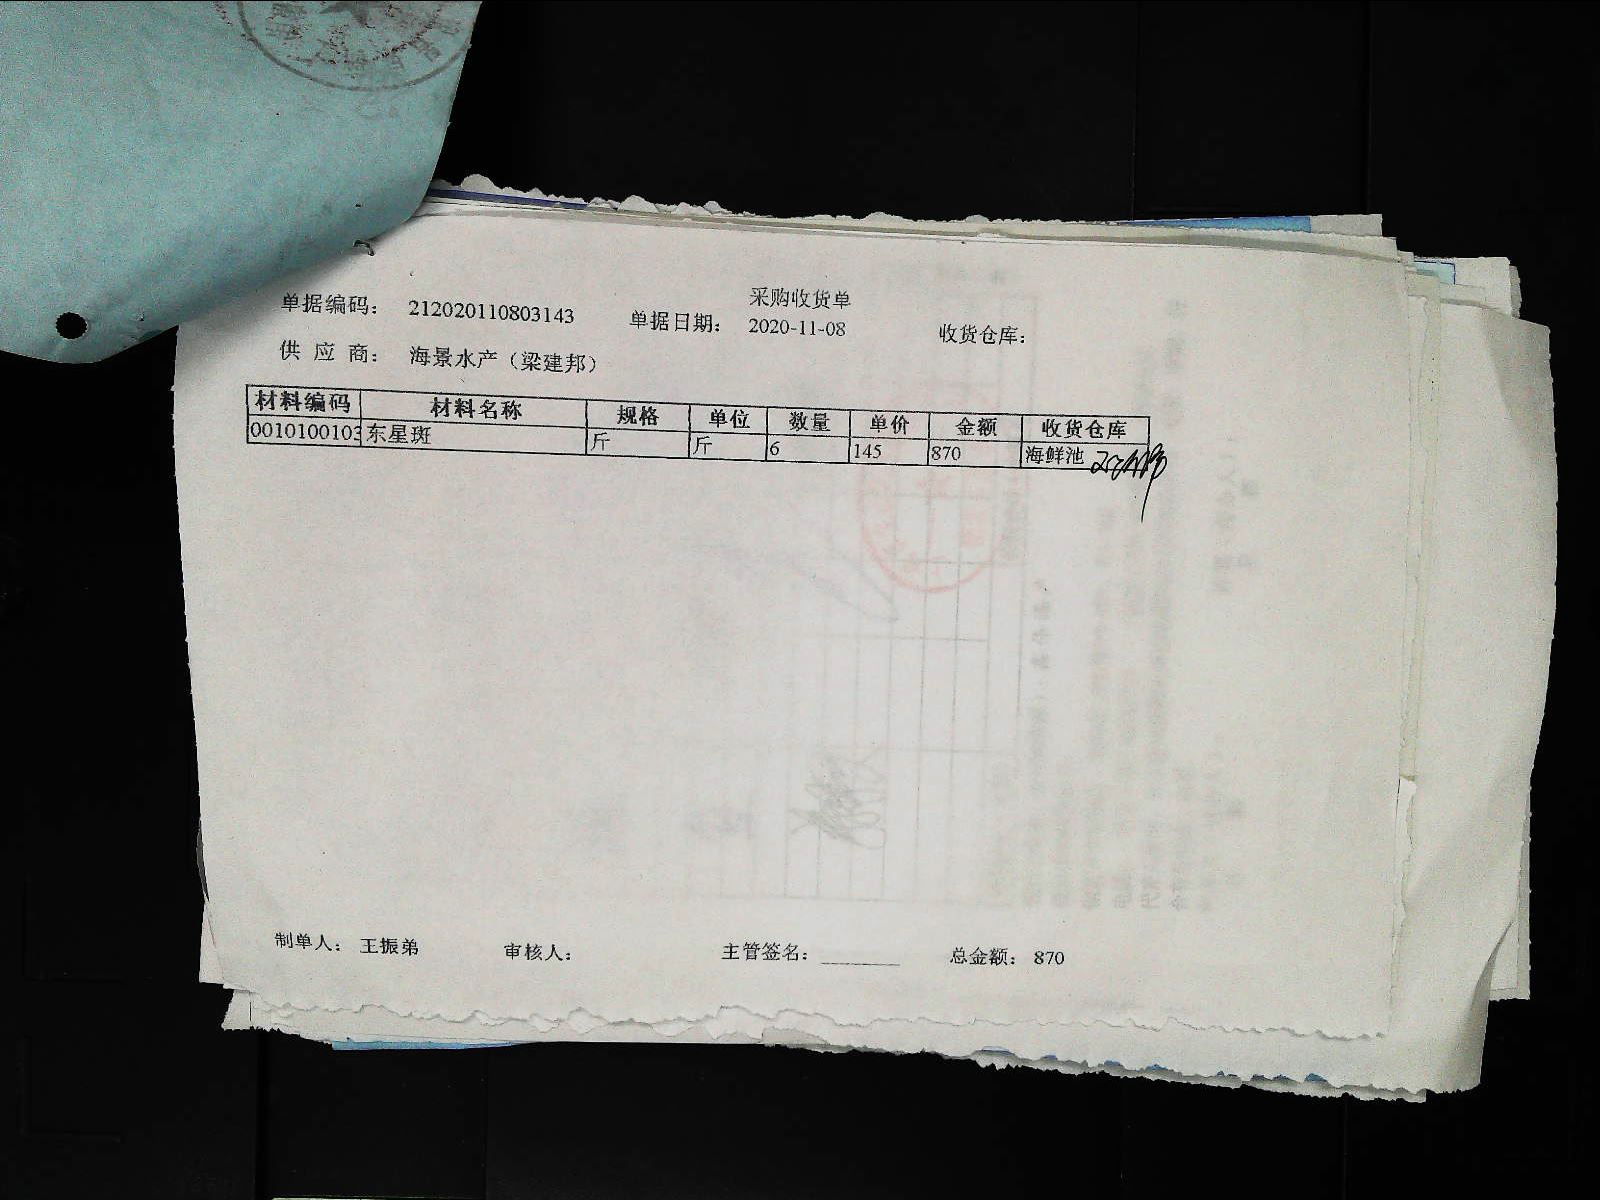 采购收货单
单据编码: 212020110803143 单据日期: 2020-11-08 收货仓库:
供 应 商: 海景水产（梁建邦）
材料编码 材料名称 规格 单位 数量 单价 金额 收货仓库
0010100103 东星斑 斤 斤 6 145 870 海鲜池
制单人: 王振弟 审核人: 主管签名: ________ 总金额: 870